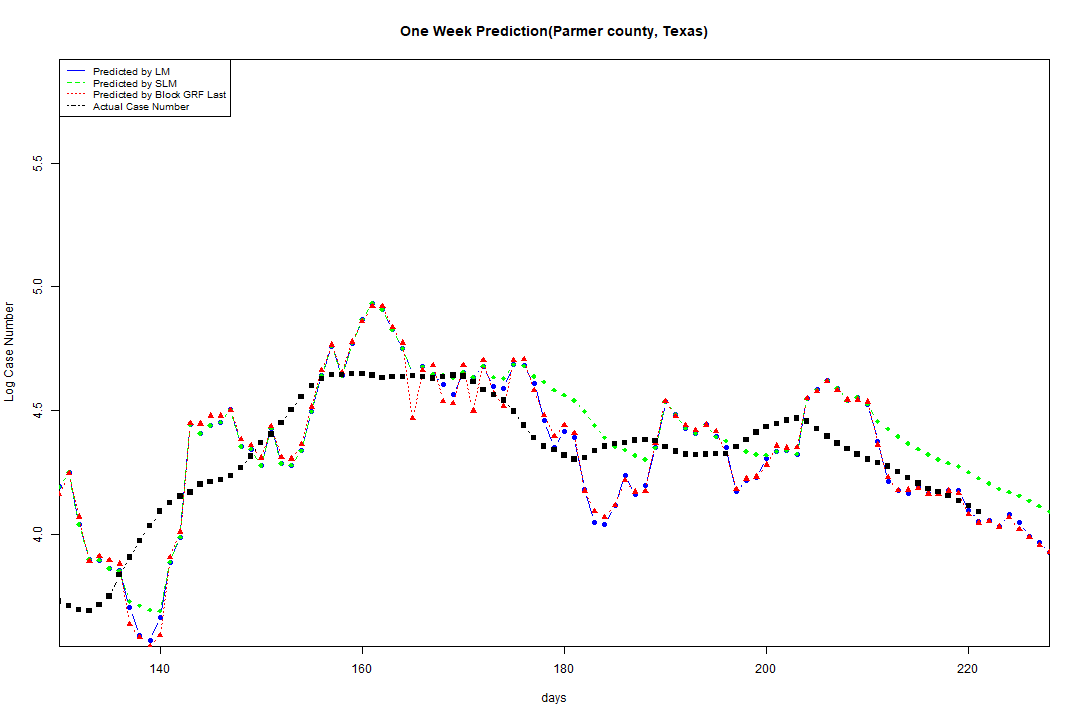 One Week Prediction(Parmer county, Texas)
Predicted by LM
Predicted by SLM
Predicted by Block GRF Last
Actual Case Number
5.5
5.0
4.5
4.0
Log Case Number
140 160 180 200 220
days